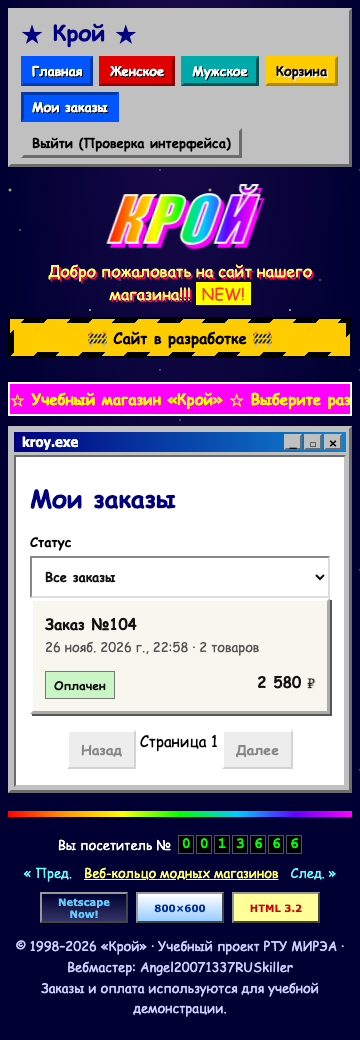 ★ Крой ★
Главная Женское Мужское Корзина
Мои заказы
Выйти (Проверка интерфейса)
КРОЙ
Добро пожаловать на сайт нашего
магазина!!! NEW!
🚧 Сайт в разработке 🚧
☆ Учебный магазин «Крой» ☆ Выберите раз
kroy.exe
Мои заказы
Статус
Все заказы
Заказ №104
26 нояб. 2026 г., 22:58 · 2 товаров
Оплачен 2 580 ₽
Назад Страница 1 Далее
Вы посетитель № 0013666
« Пред. Веб-кольцо модных магазинов След. »
Netscape
Now! 800×600 HTML 3.2
© 1998–2026 «Крой» · Учебный проект РТУ МИРЭА ·
Вебмастер: Angel20071337RUSkiller
Заказы и оплата используются для учебной
демонстрации.